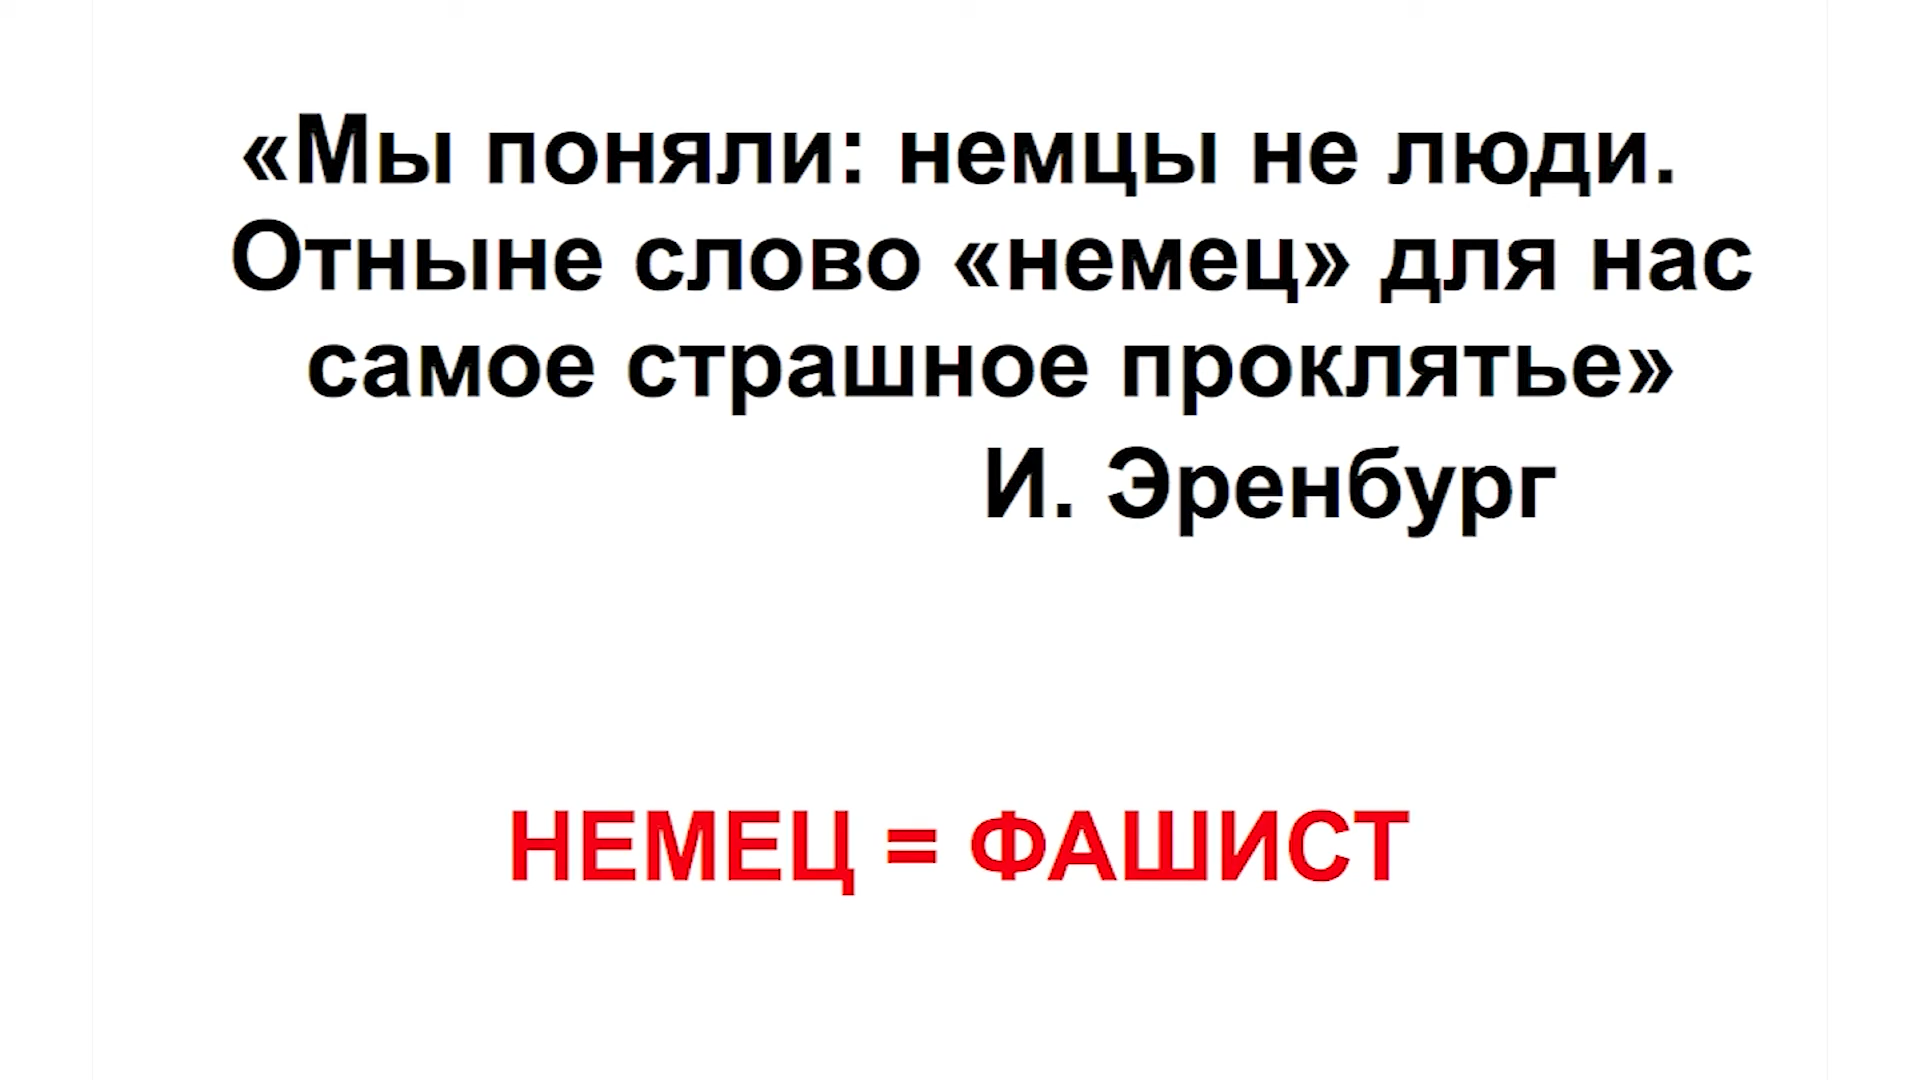 «Мы поняли: немцы не люди.
Отныне слово «немец» для нас
самое страшное проклятье»
И. Эренбург
НЕМЕЦ = ФАШИСТ